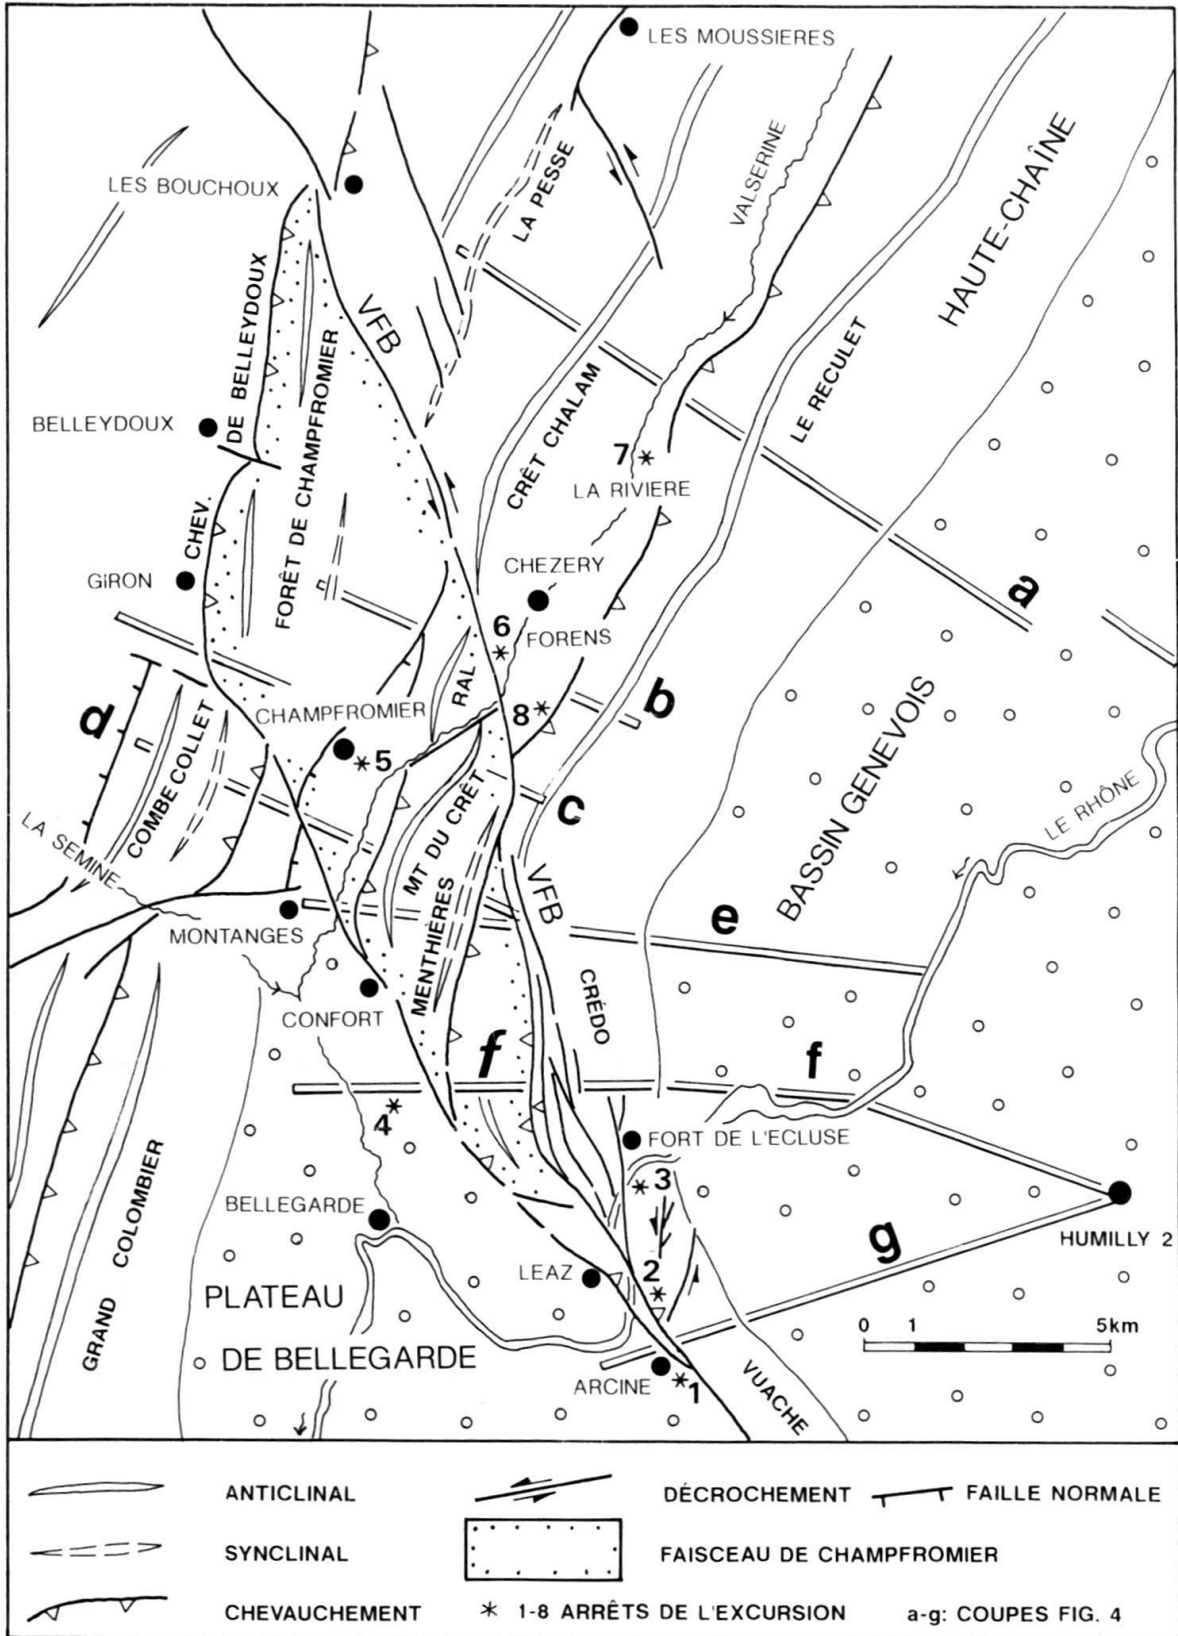 LES MOUSSIERES
VALSERINE
HAUTE-CHAÎNE
LES BOUCHOUX
LA PESSE
VFB
DE BELLEYDOUX
FORÊT DE CHAMPFROMIER
CRÊT CHALAM
LE RECULET
BELLEYDOUX
7
LA RIVIERE
CHEV.
GiRON
CHEZERY
a
6
FORENS
RAL
BASSIN GENEVOIS
d
CHAMPFROMIER
8
b
5
COMBE COLLET
MT DU CRÊT
c
LE RHÔNE
LA SEMINE
MENTHIÈRES
VFB
e
MONTANGES
CRÉDO
CONFORT
f
f
4
FORT DE L'ECLUSE
3
GRAND COLOMBIER
BELLEGARDE
g
HUMILLY 2
LEAZ
2
PLATEAU
DE BELLEGARDE
0 1 5km
ARCINE
1
VUACHE
ANTICLINAL
DÉCROCHEMENT
FAILLE NORMALE
SYNCLINAL
FAISCEAU DE CHAMPFROMIER
CHEVAUCHEMENT
* 1-8 ARRÊTS DE L'EXCURSION
a-g: COUPES FIG. 4